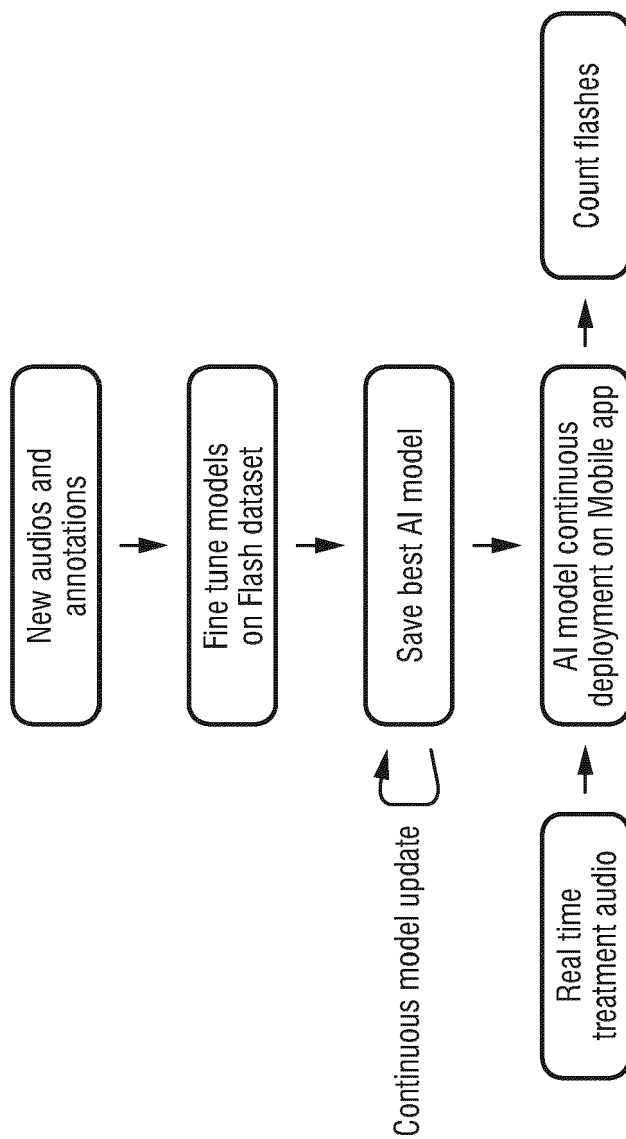 New audios and
annotations
Fine tune models
on Flash dataset
Continuous model update
Save best AI model
Real time
treatment audio
AI model continuous
deployment on Mobile app
Count flashes